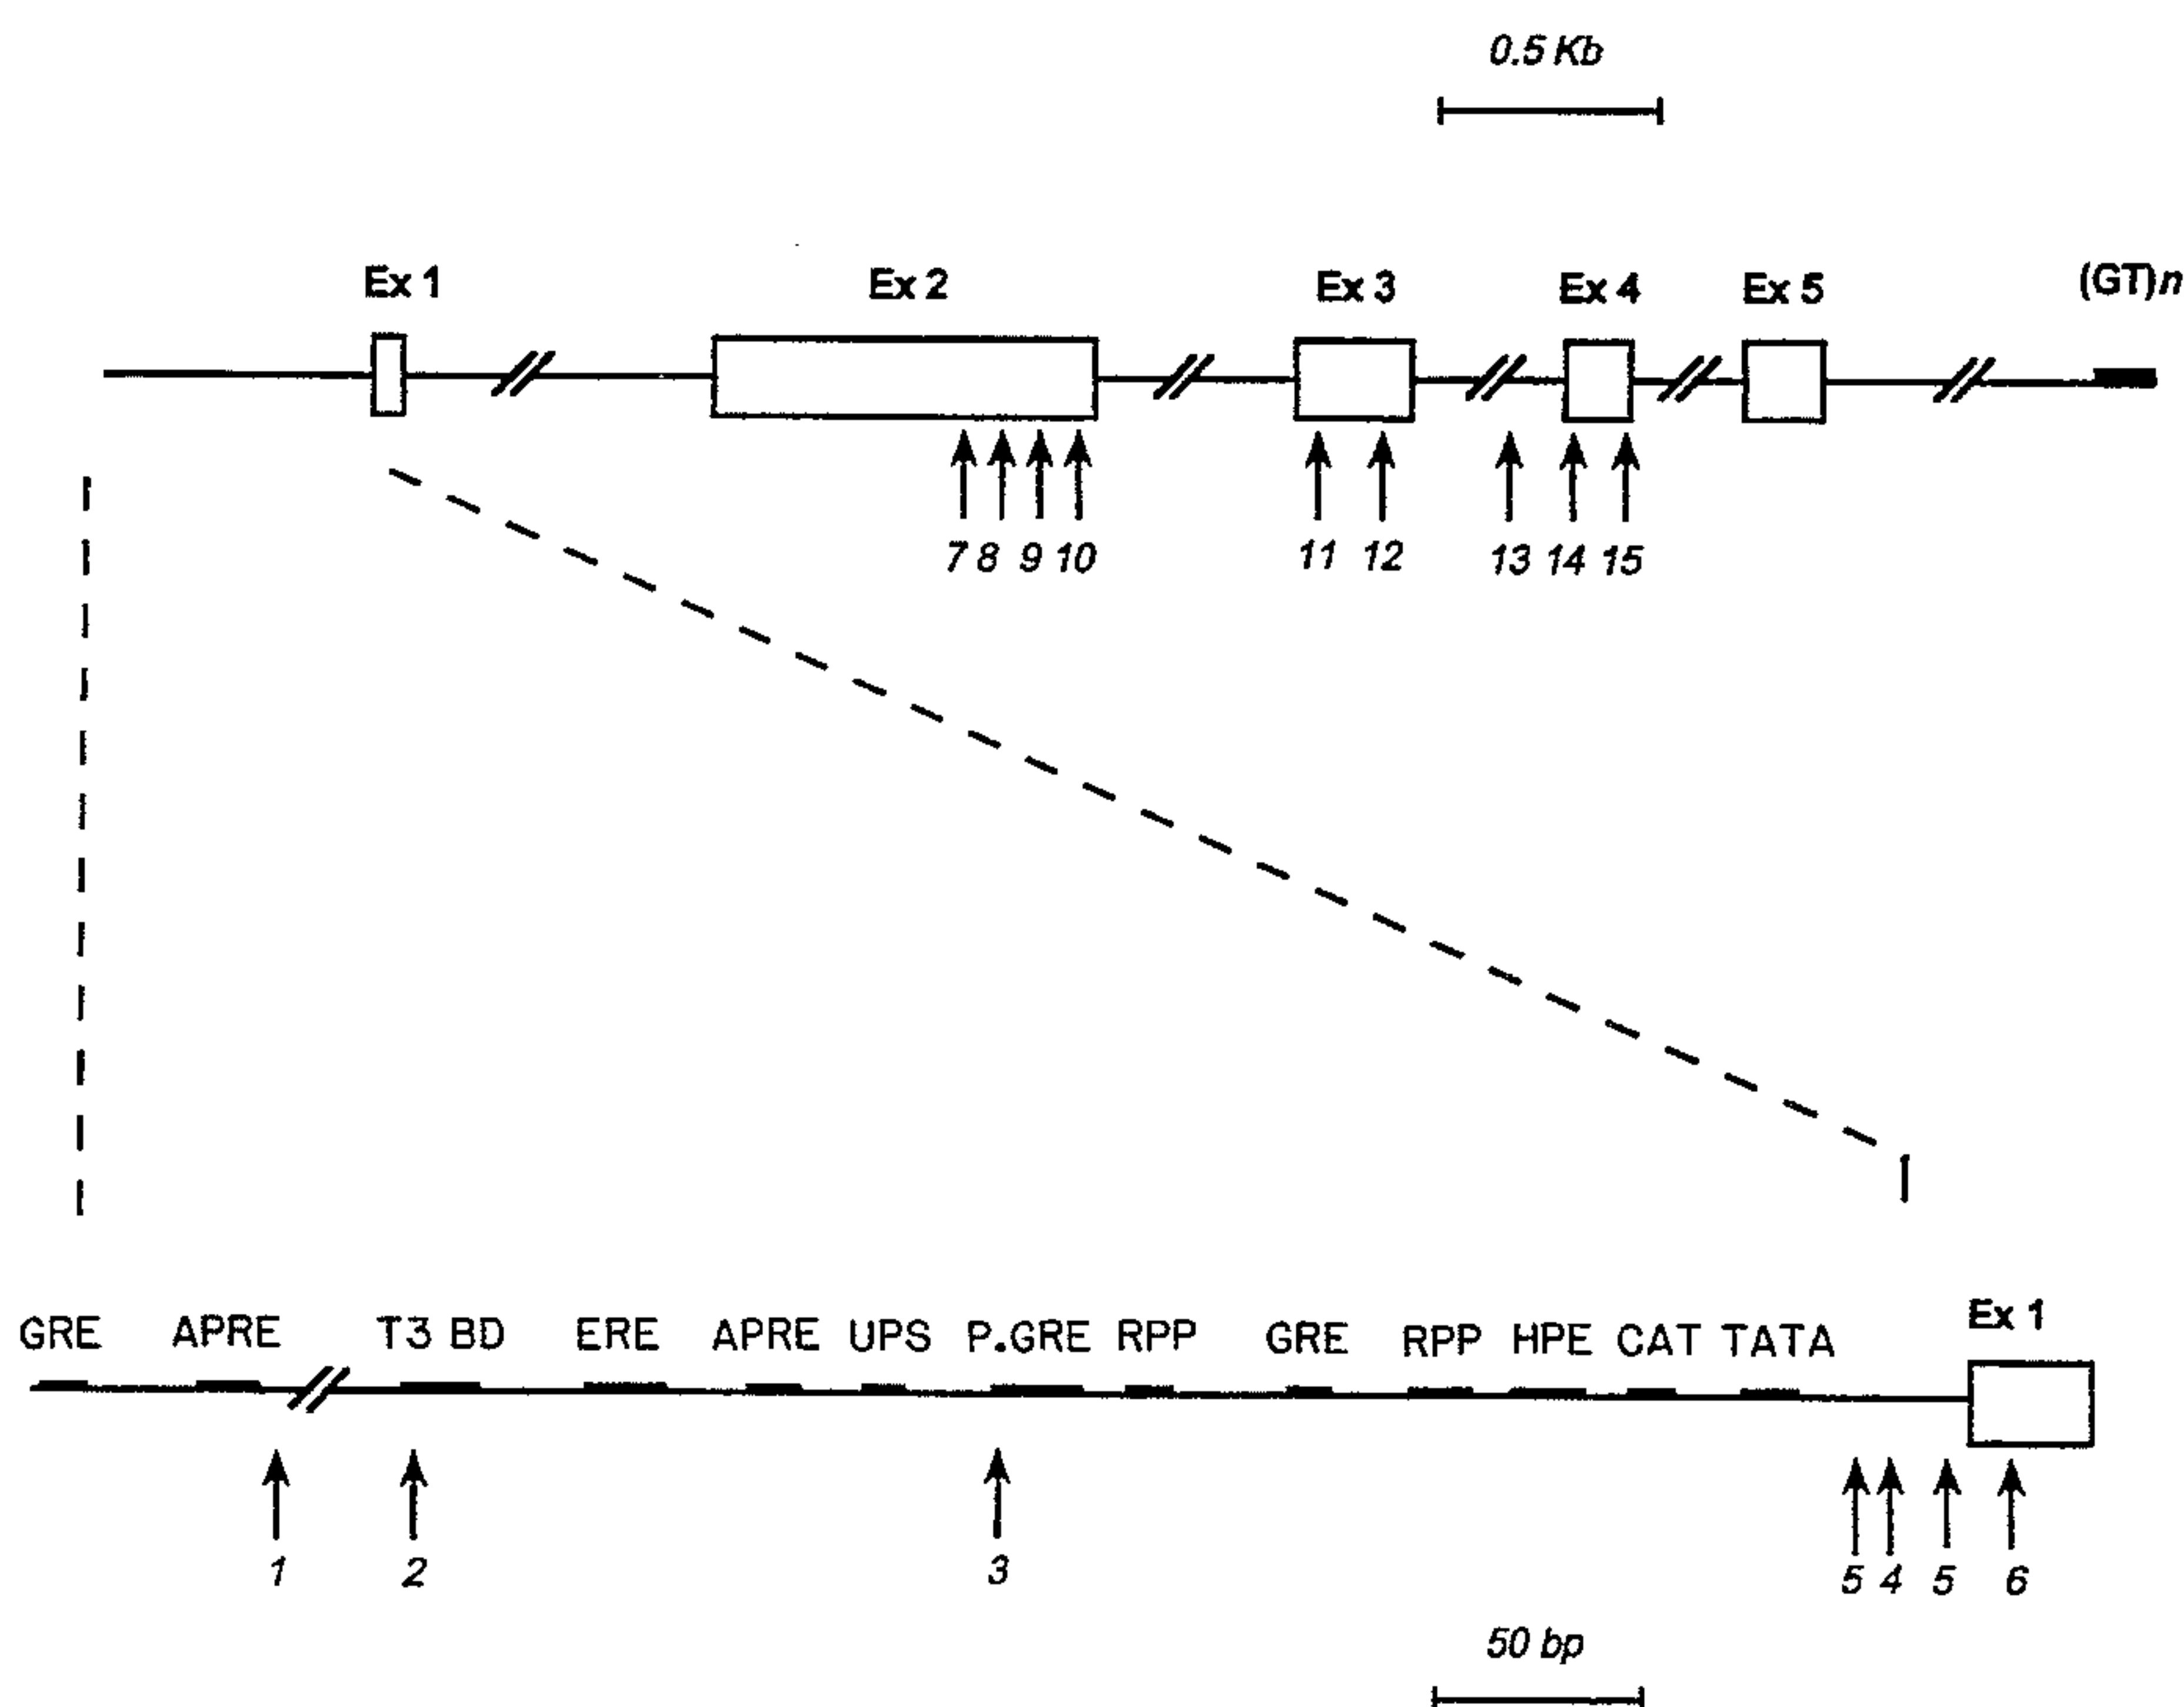 0.5 Kb
Ex 1 Ex 2 Ex 3 Ex 4 Ex 5 (GT)n
7 8 9 10 11 12 13 14 15
GRE APRE T3 BD ERE APRE UPS P.GRE RPP GRE RPP HPE CAT TATA Ex 1
1 2 3 5 4 5 6
50 bp